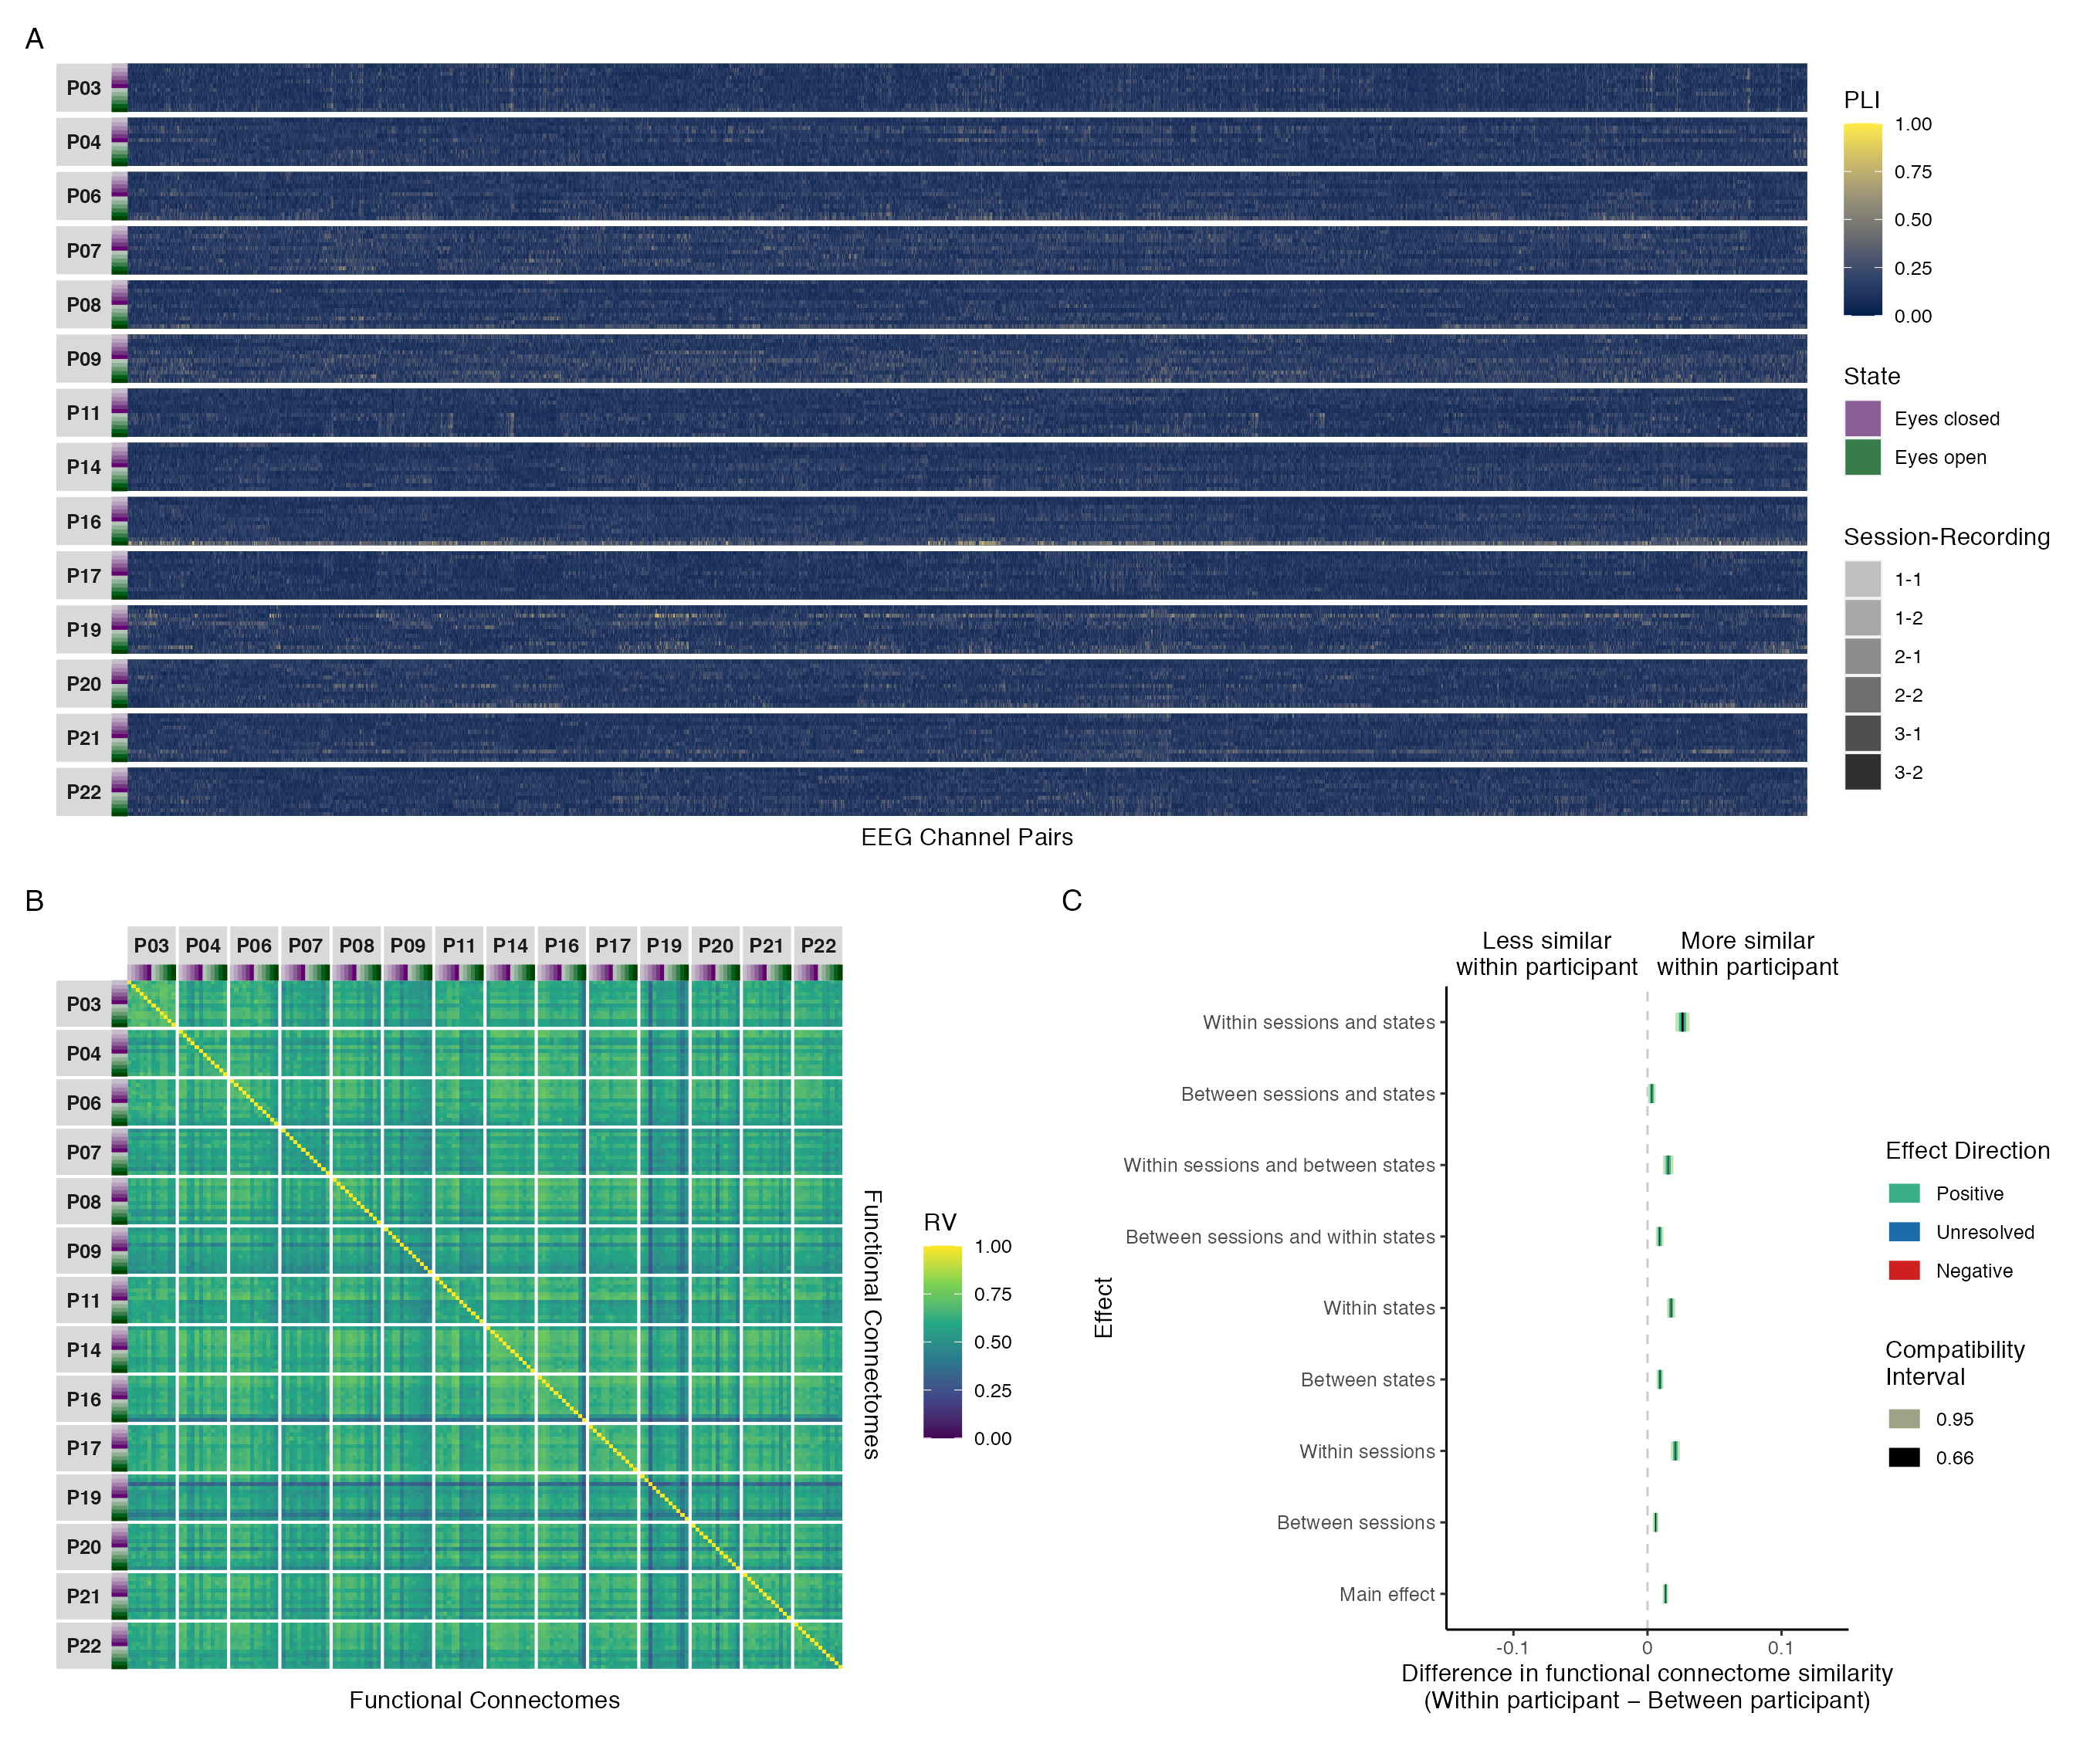 A
P03
P04
P06
P07
P08
P09
P11
P14
P16
P17
P19
P20
P21
P22
EEG Channel Pairs
PLI
1.00
0.75
0.50
0.25
0.00
State
Eyes closed
Eyes open
Session-Recording
1-1
1-2
2-1
2-2
3-1
3-2
B
P03 P04 P06 P07 P08 P09 P11 P14 P16 P17 P19 P20 P21 P22
P03
P04
P06
P07
P08
P09
P11
P14
P16
P17
P19
P20
P21
P22
Functional Connectomes
Functional Connectomes
RV
1.00
0.75
0.50
0.25
0.00
C
Less similar
within participant
More similar
within participant
Effect
Within sessions and states
Between sessions and states
Within sessions and between states
Between sessions and within states
Within states
Between states
Within sessions
Between sessions
Main effect
-0.1 0 0.1
Difference in functional connectome similarity
(Within participant – Between participant)
Effect Direction
Positive
Unresolved
Negative
Compatibility
Interval
0.95
0.66